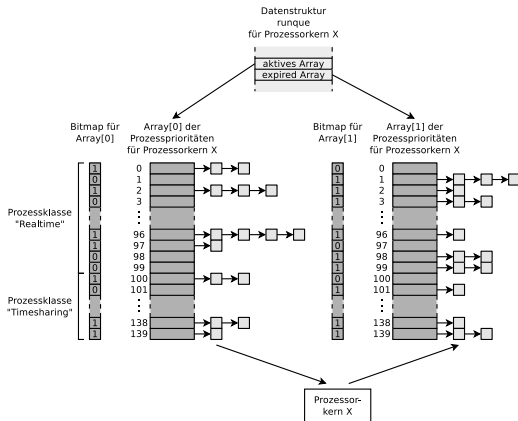 Datenstruktur
runque
für Prozessorkern X
aktives Array
expired Array
Bitmap für
Array[0]
Array[0] der
Prozessprioritäten
für Prozessorkern X
Bitmap für
Array[1]
Array[1] der
Prozessprioritäten
für Prozessorkern X
Prozessklasse
"Realtime"
Prozessklasse
"Timesharing"
1 0
0 1
1 2
0 3
1 96
1 97
0 98
0 99
1 100
0 101
1 138
1 139
0 0
1 1
1 2
1 3
1 96
0 97
1 98
1 99
0 100
1 101
1 138
1 139
Prozessor-
kern X